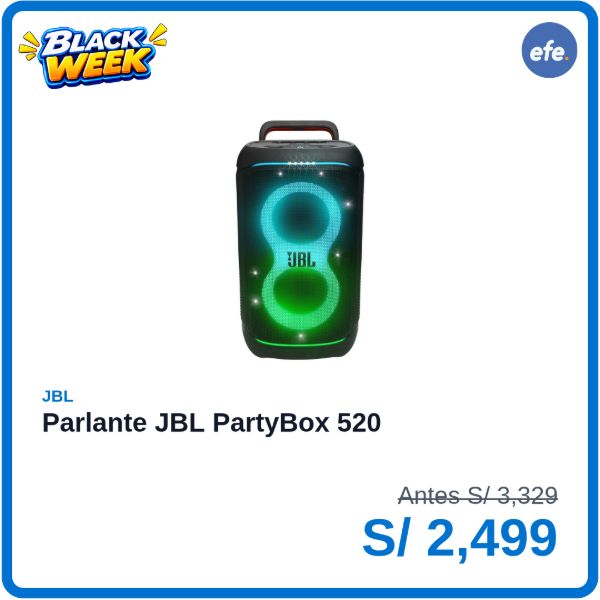 BLACK
WEEK
efe.
JBL
JBL
Parlante JBL PartyBox 520
Antes S/ 3,329
S/ 2,499